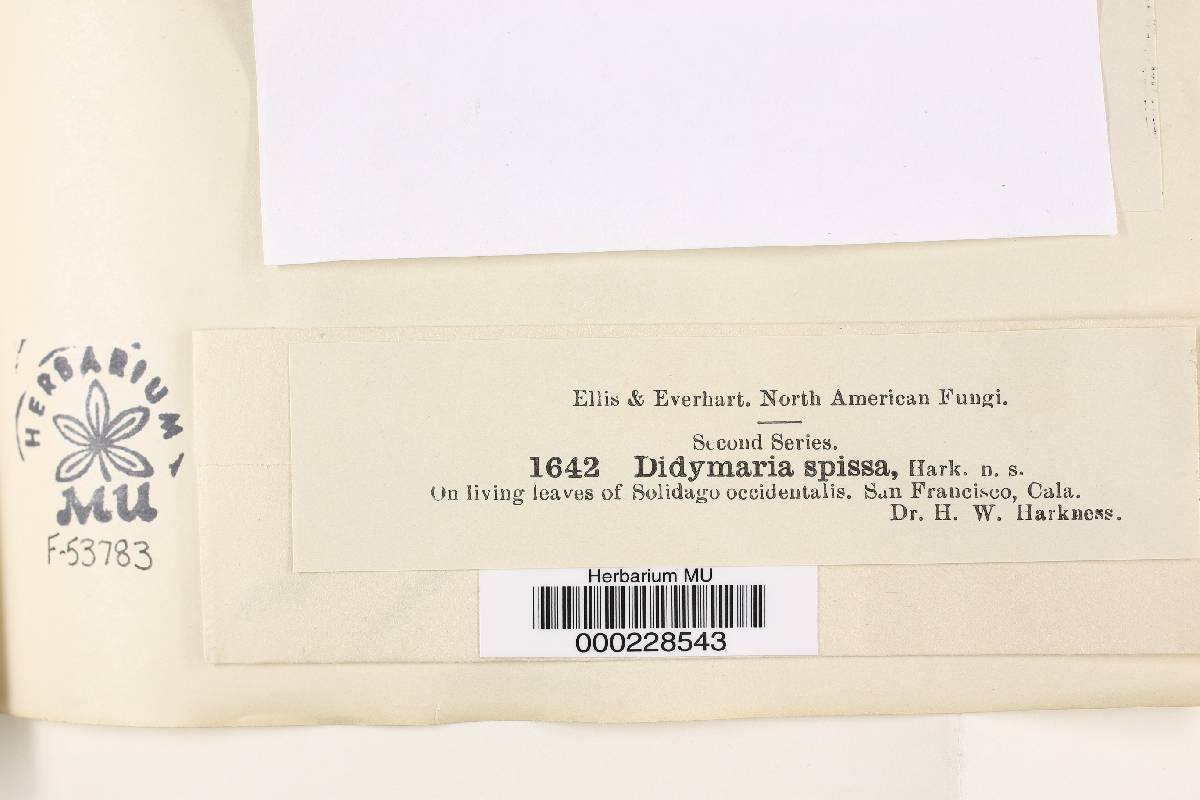 HERBARIUM
MU
F-53783
Ellis & Everhart. North American Fungi.
Second Series.
1642 Didymaria spissa, Hark. n. s.
On living leaves of Solidago occidentalis. San Francisco, Cala.
Dr. H. W. Harkness.
Herbarium MU
000228543